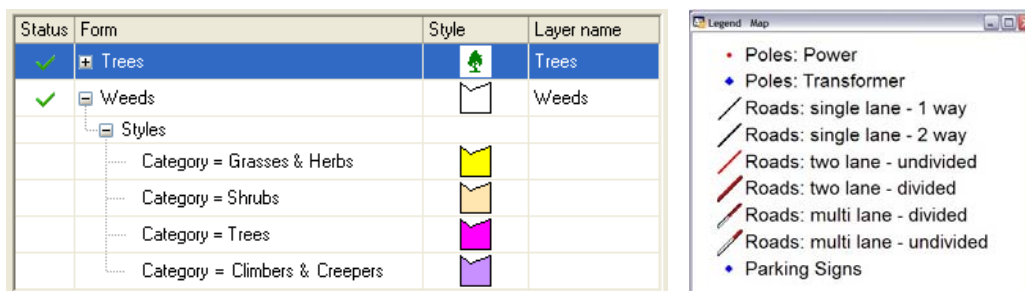 Status Form Style Layer name
Trees Trees
Weeds Weeds
Styles
Category = Grasses & Herbs
Category = Shrubs
Category = Trees
Category = Climbers & Creepers
Legend Map
Poles: Power
Poles: Transformer
Roads: single lane - 1 way
Roads: single lane - 2 way
Roads: two lane - undivided
Roads: two lane - divided
Roads: multi lane - divided
Roads: multi lane - undivided
Parking Signs